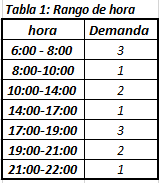 Tabla 1: Rango de hora
hora Demanda
6:00 - 8:00 3
8:00-10:00 1
10:00-14:00 2
14:00-17:00 1
17:00-19:00 3
19:00-21:00 2
21:00-22:00 1